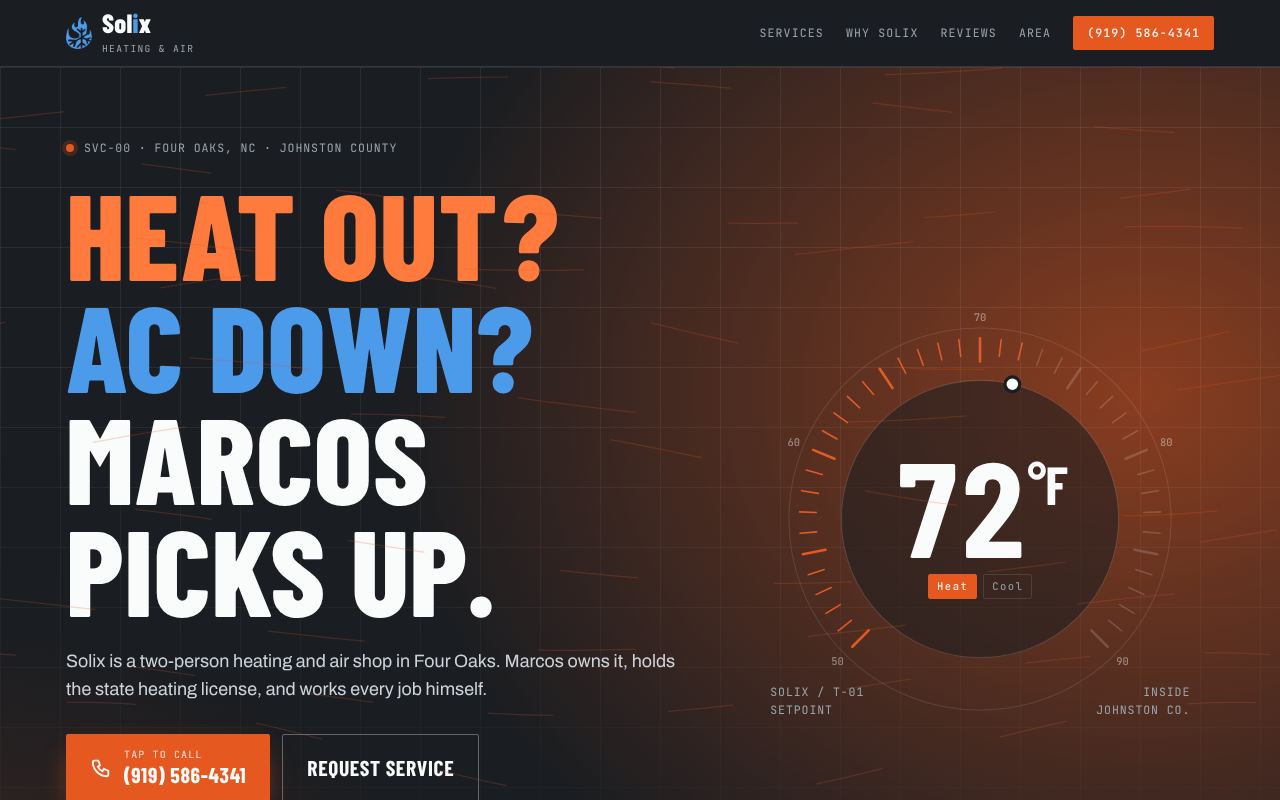 Solix
HEATING & AIR
SERVICES
WHY SOLIX
REVIEWS
AREA
(919) 586-4341
SVC-00 · FOUR OAKS, NC · JOHNSTON COUNTY
HEAT OUT?
AC DOWN?
MARCOS
PICKS UP.
Solix is a two-person heating and air shop in Four Oaks. Marcos owns it, holds
the state heating license, and works every job himself.
TAP TO CALL
(919) 586-4341
REQUEST SERVICE
70
60
80
72°F
Heat
Cool
50
90
SOLIX / T-01
SETPOINT
INSIDE
JOHNSTON CO.